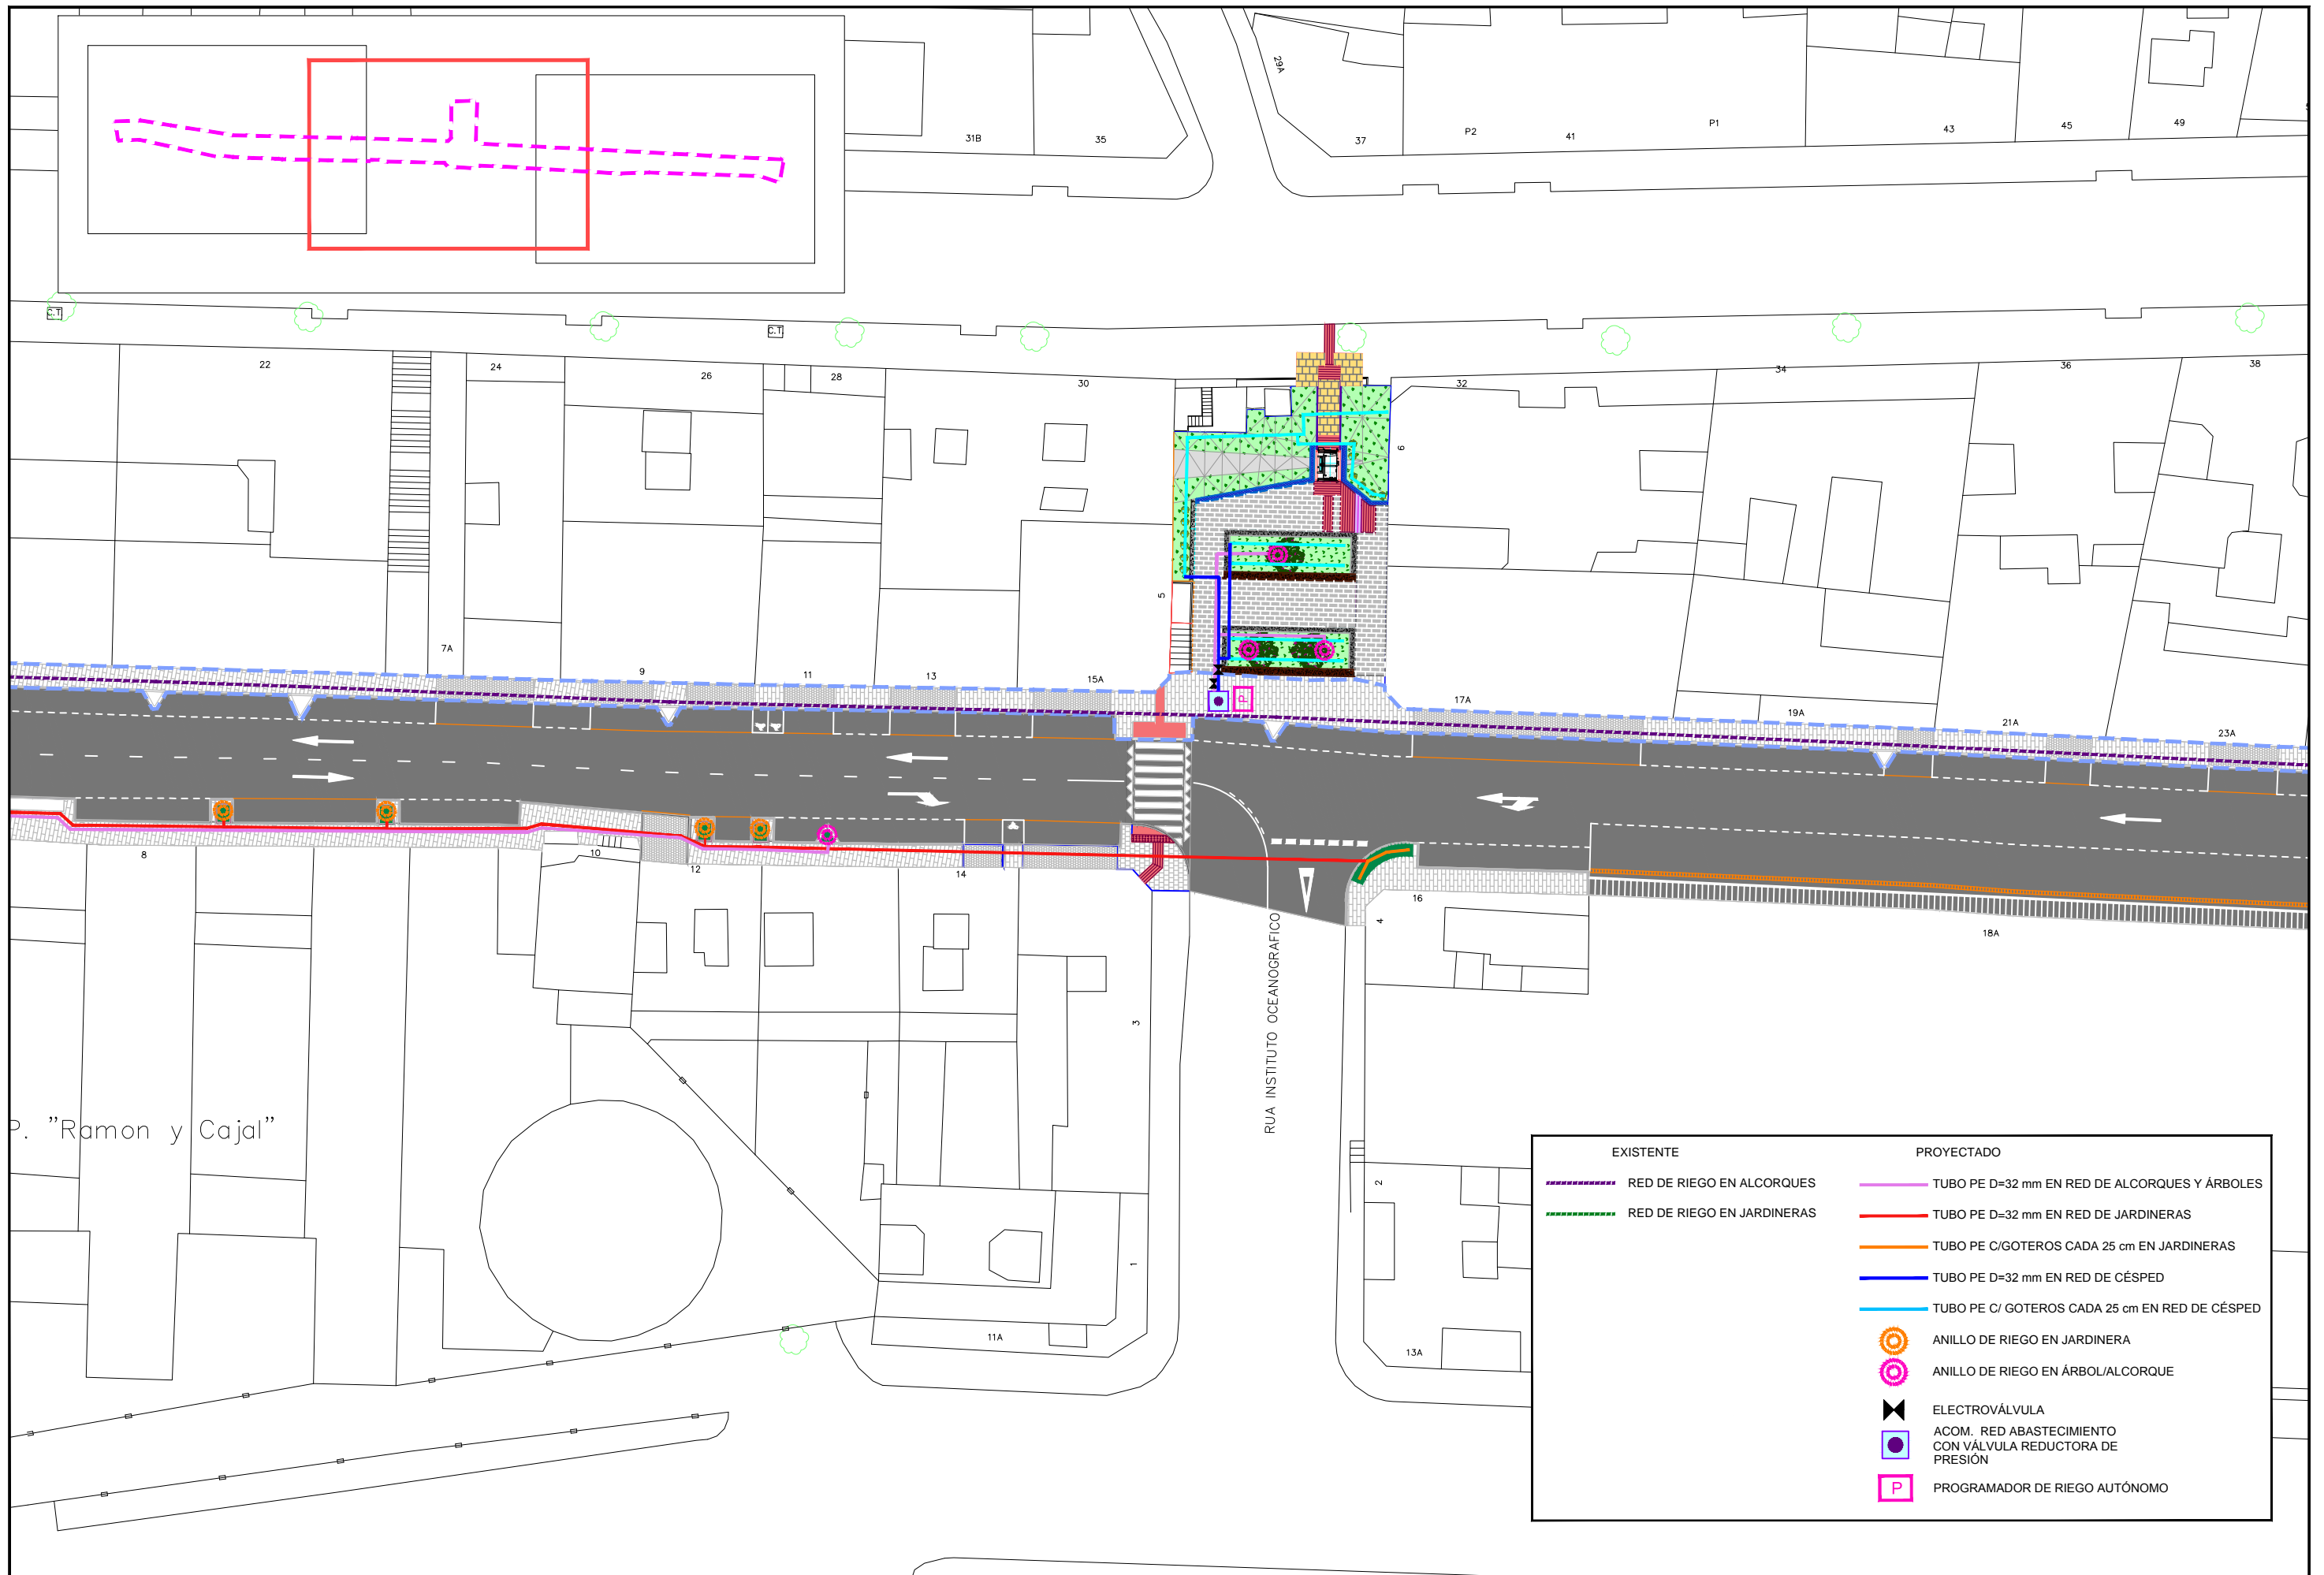 29A
31B
35
37
P2
41
P1
43
45
49
C.T.
C.T.
22
24
26
28
30
32
34
36
38
6
5
7A
9
11
13
15A
17A
19A
21A
23A
P
8
10
12
14
16
4
18A
RUA INSTITUTO OCEANOGRAFICO
3
P. "Ramon y Cajal"
1
2
11A
13A
EXISTENTE
RED DE RIEGO EN ALCORQUES
RED DE RIEGO EN JARDINERAS
PROYECTADO
TUBO PE D=32 mm EN RED DE ALCORQUES Y ÁRBOLES
TUBO PE D=32 mm EN RED DE JARDINERAS
TUBO PE C/GOTEROS CADA 25 cm EN JARDINERAS
TUBO PE D=32 mm EN RED DE CÉSPED
TUBO PE C/ GOTEROS CADA 25 cm EN RED DE CÉSPED
ANILLO DE RIEGO EN JARDINERA
ANILLO DE RIEGO EN ÁRBOL/ALCORQUE
ELECTROVÁLVULA
ACOM. RED ABASTECIMIENTO
CON VÁLVULA REDUCTORA DE
PRESIÓN
P
PROGRAMADOR DE RIEGO AUTÓNOMO